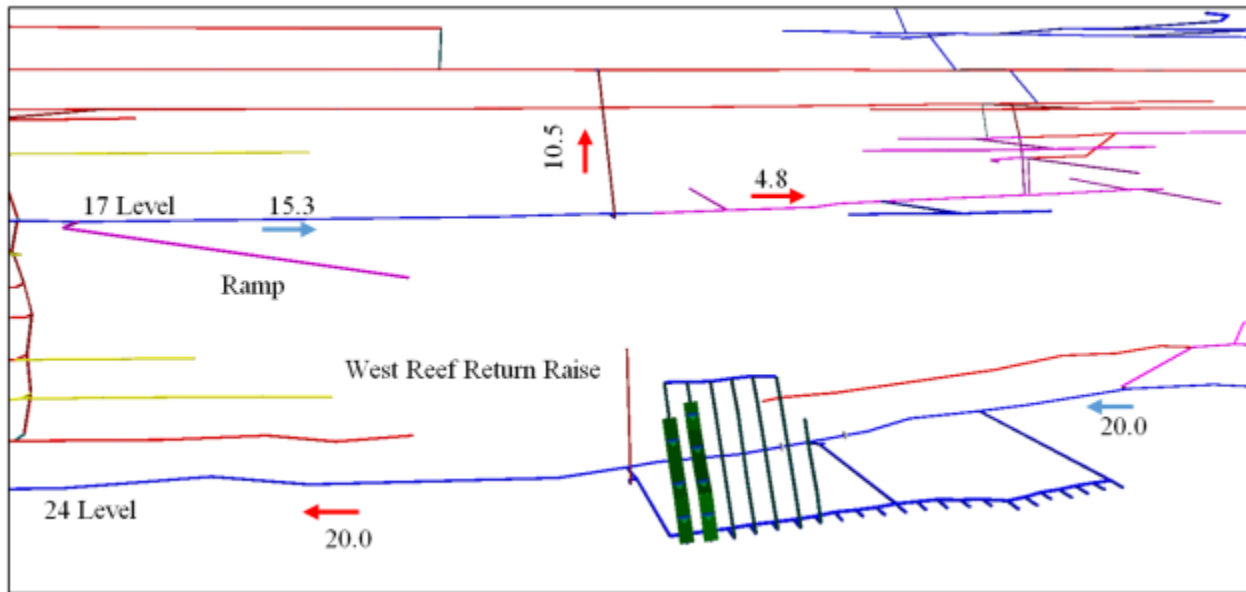 10.5
4.8
17 Level
15.3
Ramp
West Reef Return Raise
20.0
24 Level
20.0